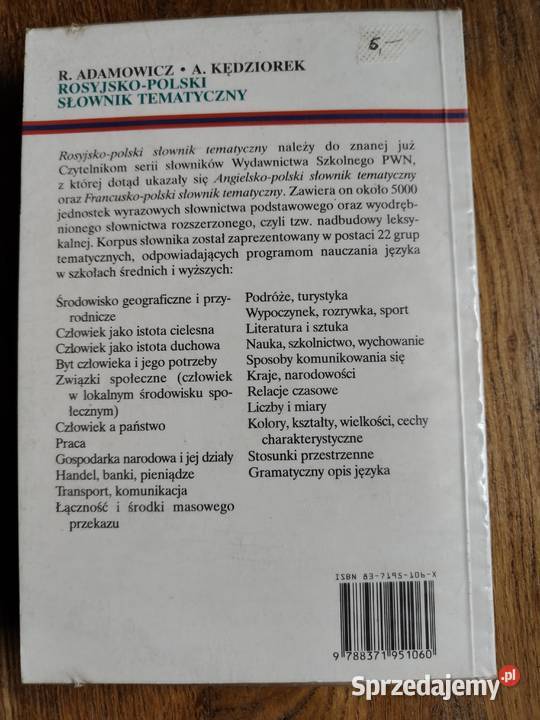 6,—
R. ADAMOWICZ • A. KĘDZIOREK
ROSYJSKO-POLSKI
SŁOWNIK TEMATYCZNY
Rosyjsko-polski słownik tematyczny należy do znanej już
Czytelnikom serii słowników Wydawnictwa Szkolnego PWN,
z której dotąd ukazały się Angielsko-polski słownik tematyczny
oraz Francusko-polski słownik tematyczny. Zawiera on około 5000
jednostek wyrazowych słownictwa podstawowego oraz wyodręb-
nionego słownictwa rozszerzonego, czyli tzw. nadbudowy leksy-
kalnej. Korpus słownika został zaprezentowany w postaci 22 grup
tematycznych, odpowiadających programom nauczania języka
w szkołach średnich i wyższych:
Środowisko geograficzne i przy-
rodnicze
Człowiek jako istota cielesna
Człowiek jako istota duchowa
Byt człowieka i jego potrzeby
Związki społeczne (człowiek
w lokalnym środowisku spo-
łecznym)
Człowiek a państwo
Praca
Gospodarka narodowa i jej działy
Handel, banki, pieniądze
Transport, komunikacja
Łączność i środki masowego
przekazu
Podróże, turystyka
Wypoczynek, rozrywka, sport
Literatura i sztuka
Nauka, szkolnictwo, wychowanie
Sposoby komunikowania się
Kraje, narodowości
Relacje czasowe
Liczby i miary
Kolory, kształty, wielkości, cechy
charakterystyczne
Stosunki przestrzenne
Gramatyczny opis języka
ISBN 83-7195-106-X
9 788371 951060
Sprzedajemy.pl